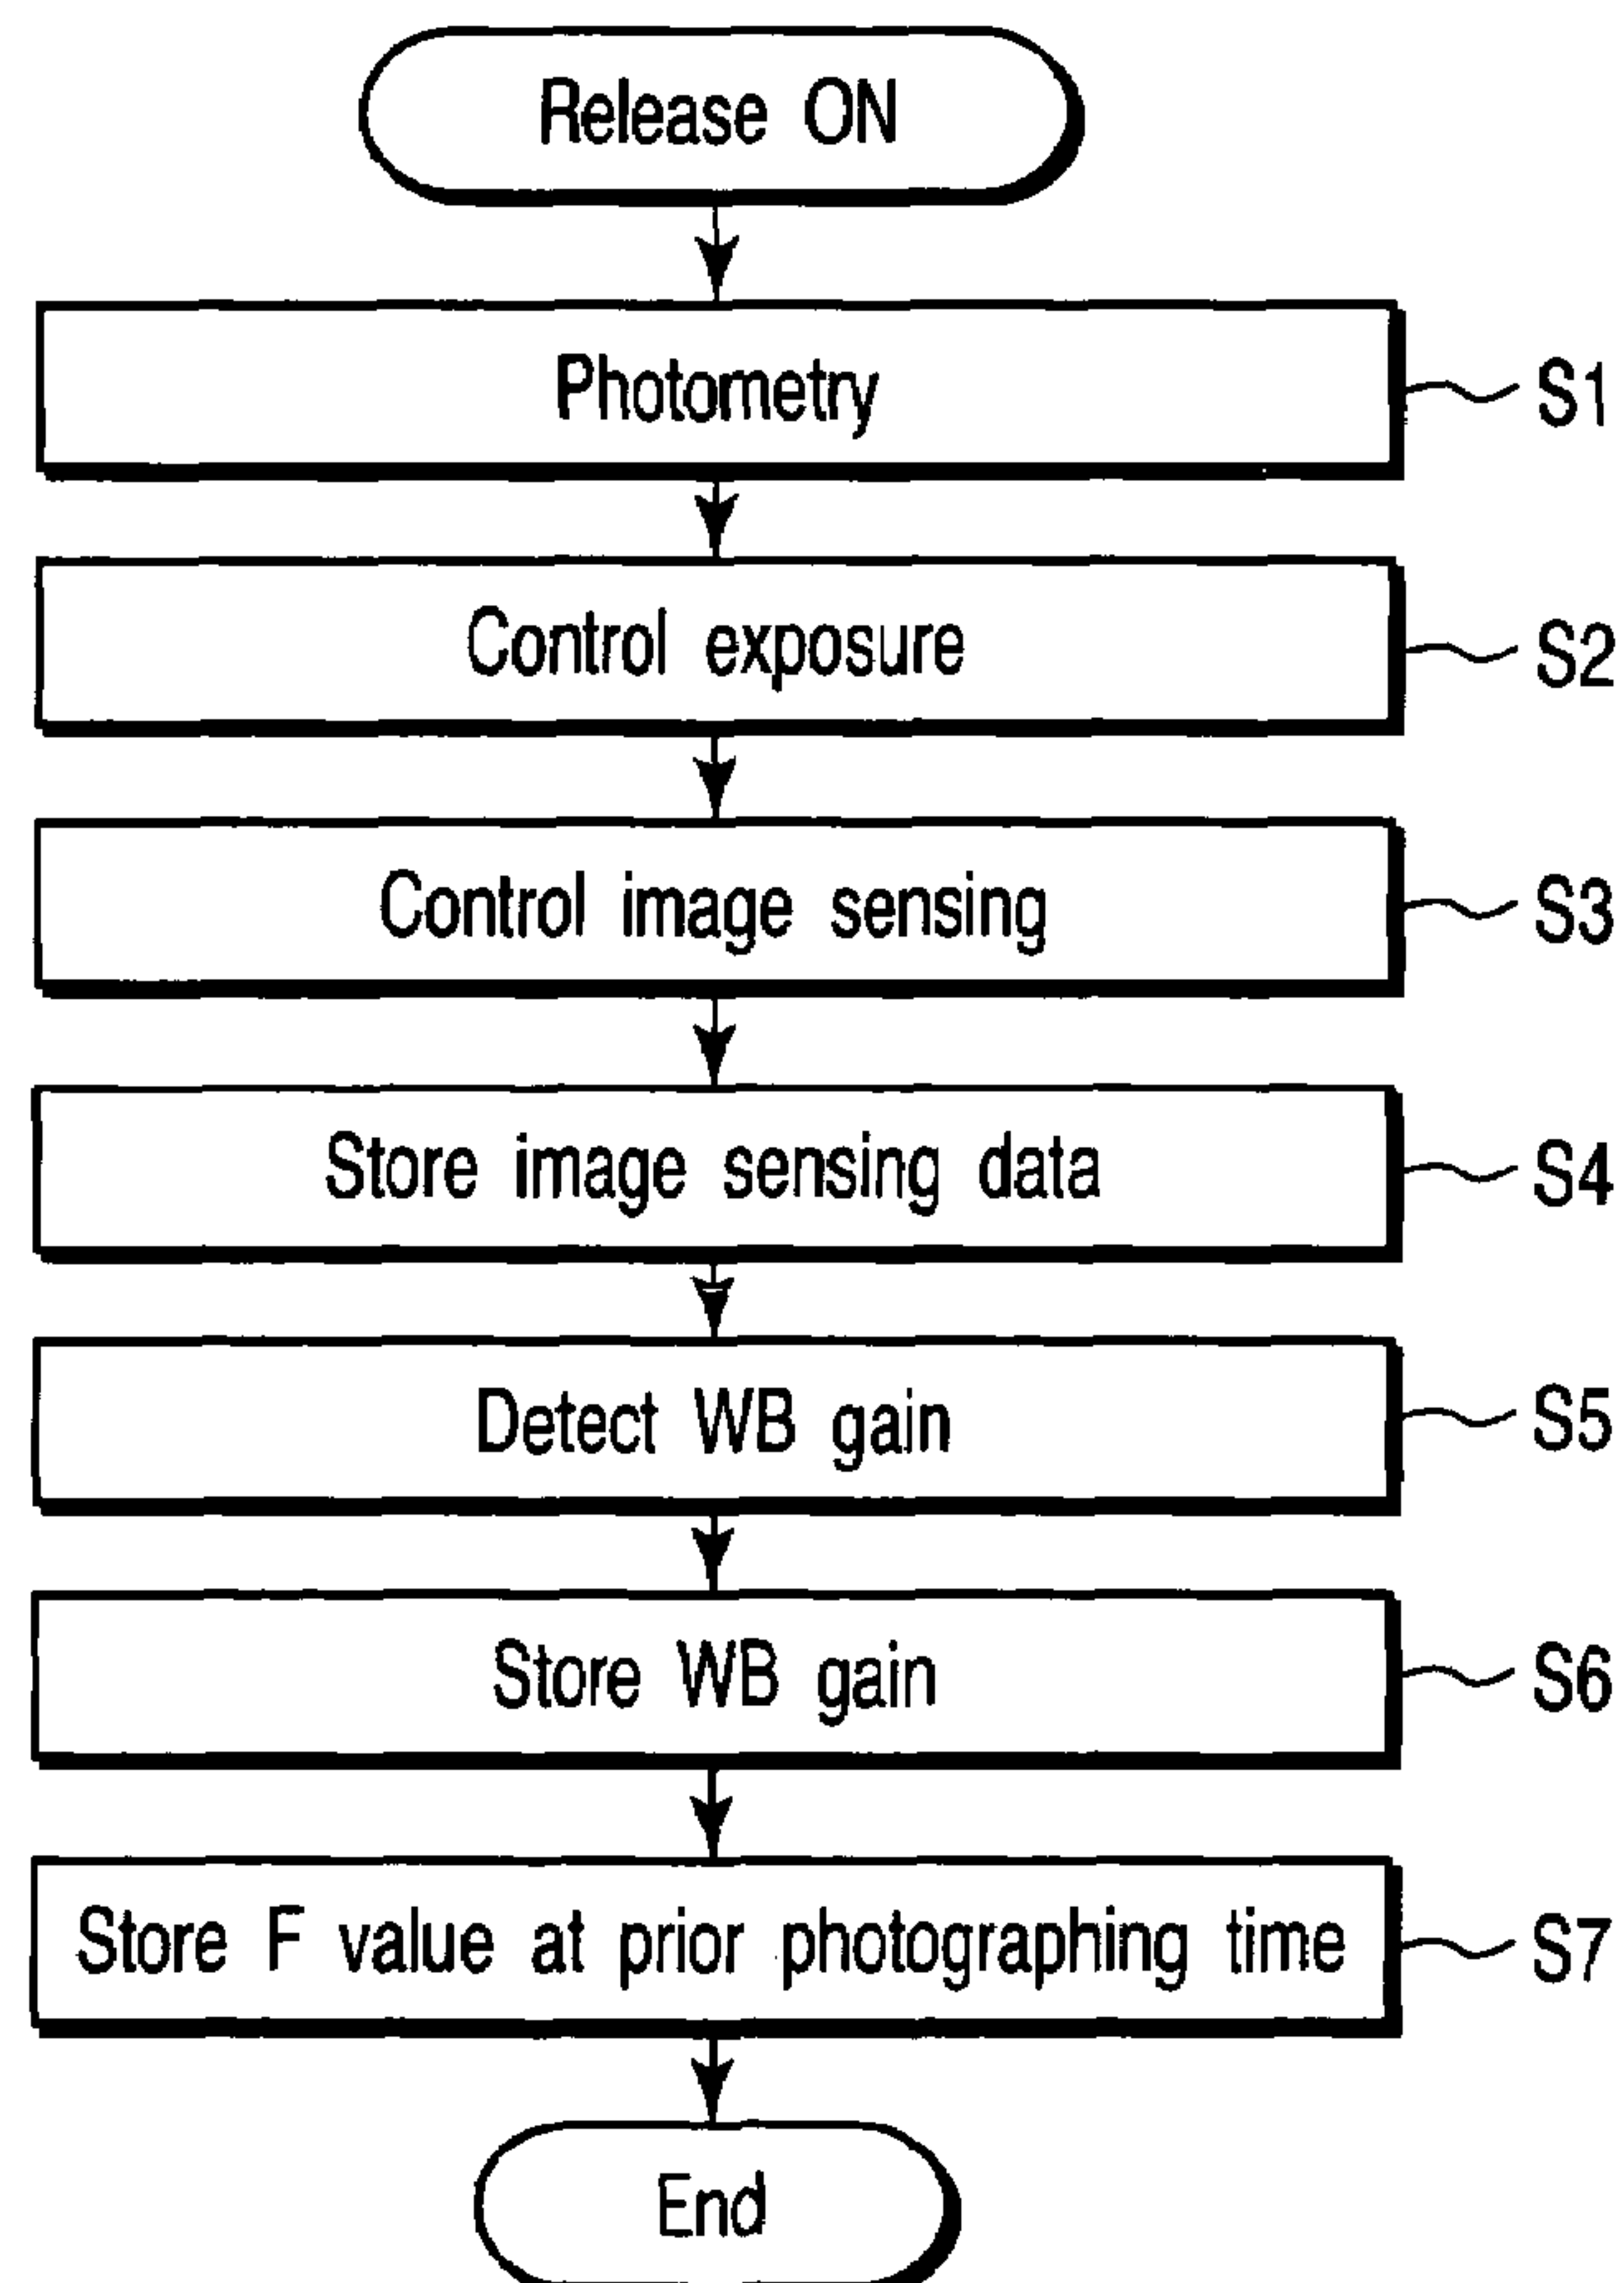 Release ON
Photometry S1
Control exposure S2
Control image sensing S3
Store image sensing data S4
Detect WB gain S5
Store WB gain S6
Store F value at prior photographing time S7
End